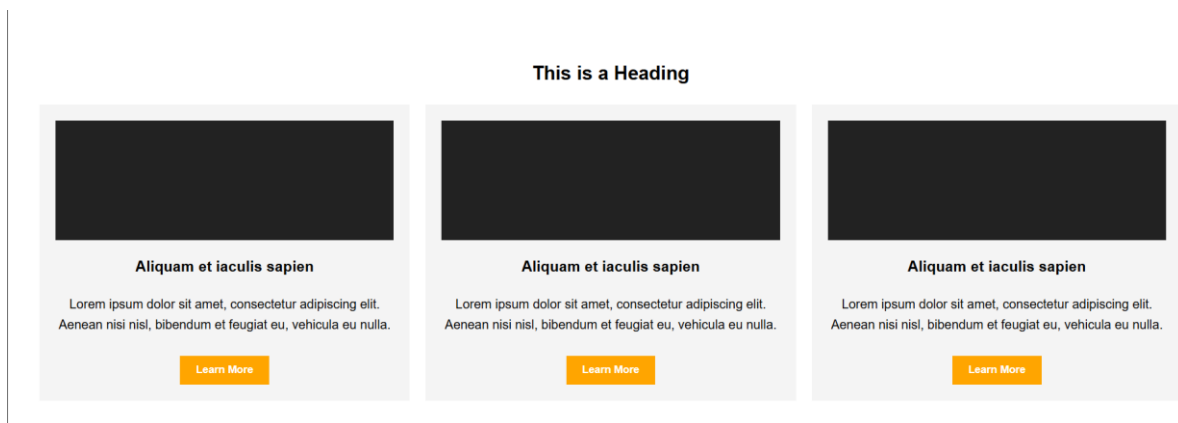 This is a Heading
Aliquam et iaculis sapien
Lorem ipsum dolor sit amet, consectetur adipiscing elit.
Aenean nisi nisl, bibendum et feugiat eu, vehicula eu nulla.
Learn More
Aliquam et iaculis sapien
Lorem ipsum dolor sit amet, consectetur adipiscing elit.
Aenean nisi nisl, bibendum et feugiat eu, vehicula eu nulla.
Learn More
Aliquam et iaculis sapien
Lorem ipsum dolor sit amet, consectetur adipiscing elit.
Aenean nisi nisl, bibendum et feugiat eu, vehicula eu nulla.
Learn More